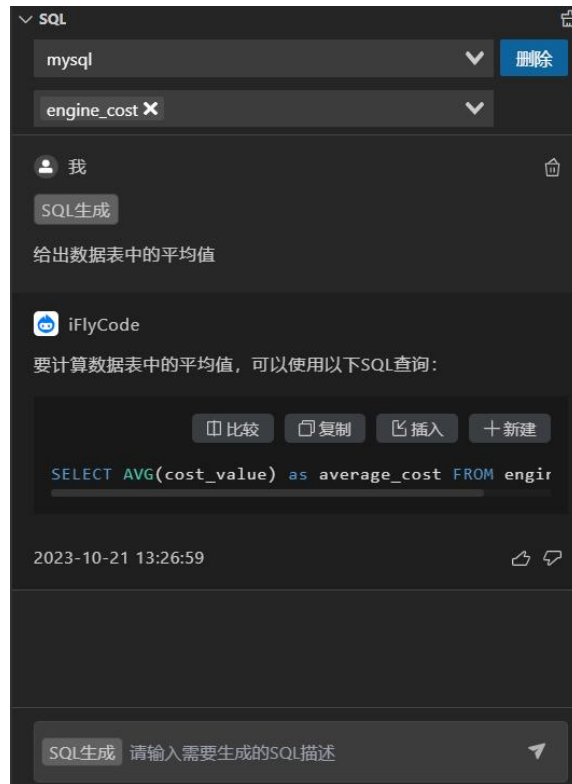 SQL
mysql
删除
engine_cost
我
SQL生成
给出数据表中的平均值
iFlyCode
要计算数据表中的平均值，可以使用以下SQL查询：
比较 复制 插入 新建
SELECT AVG(cost_value) as average_cost FROM engin
2023-10-21 13:26:59
SQL生成 请输入需要生成的SQL描述